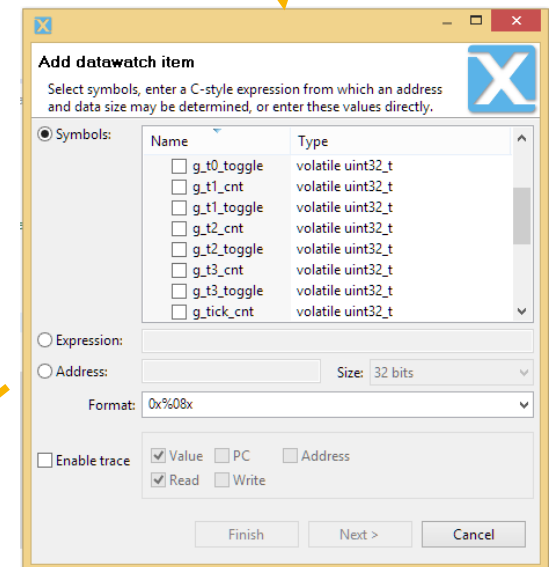 Add datawatch item
Select symbols, enter a C-style expression from which an address
and data size may be determined, or enter these values directly.
Symbols:
Name Type
g_t0_toggle volatile uint32_t
g_t1_cnt volatile uint32_t
g_t1_toggle volatile uint32_t
g_t2_cnt volatile uint32_t
g_t2_toggle volatile uint32_t
g_t3_cnt volatile uint32_t
g_t3_toggle volatile uint32_t
g_tick_cnt volatile uint32_t
Expression:
Address: Size: 32 bits
Format: 0x%08x
Enable trace Value PC Address
Read Write
Finish Next > Cancel